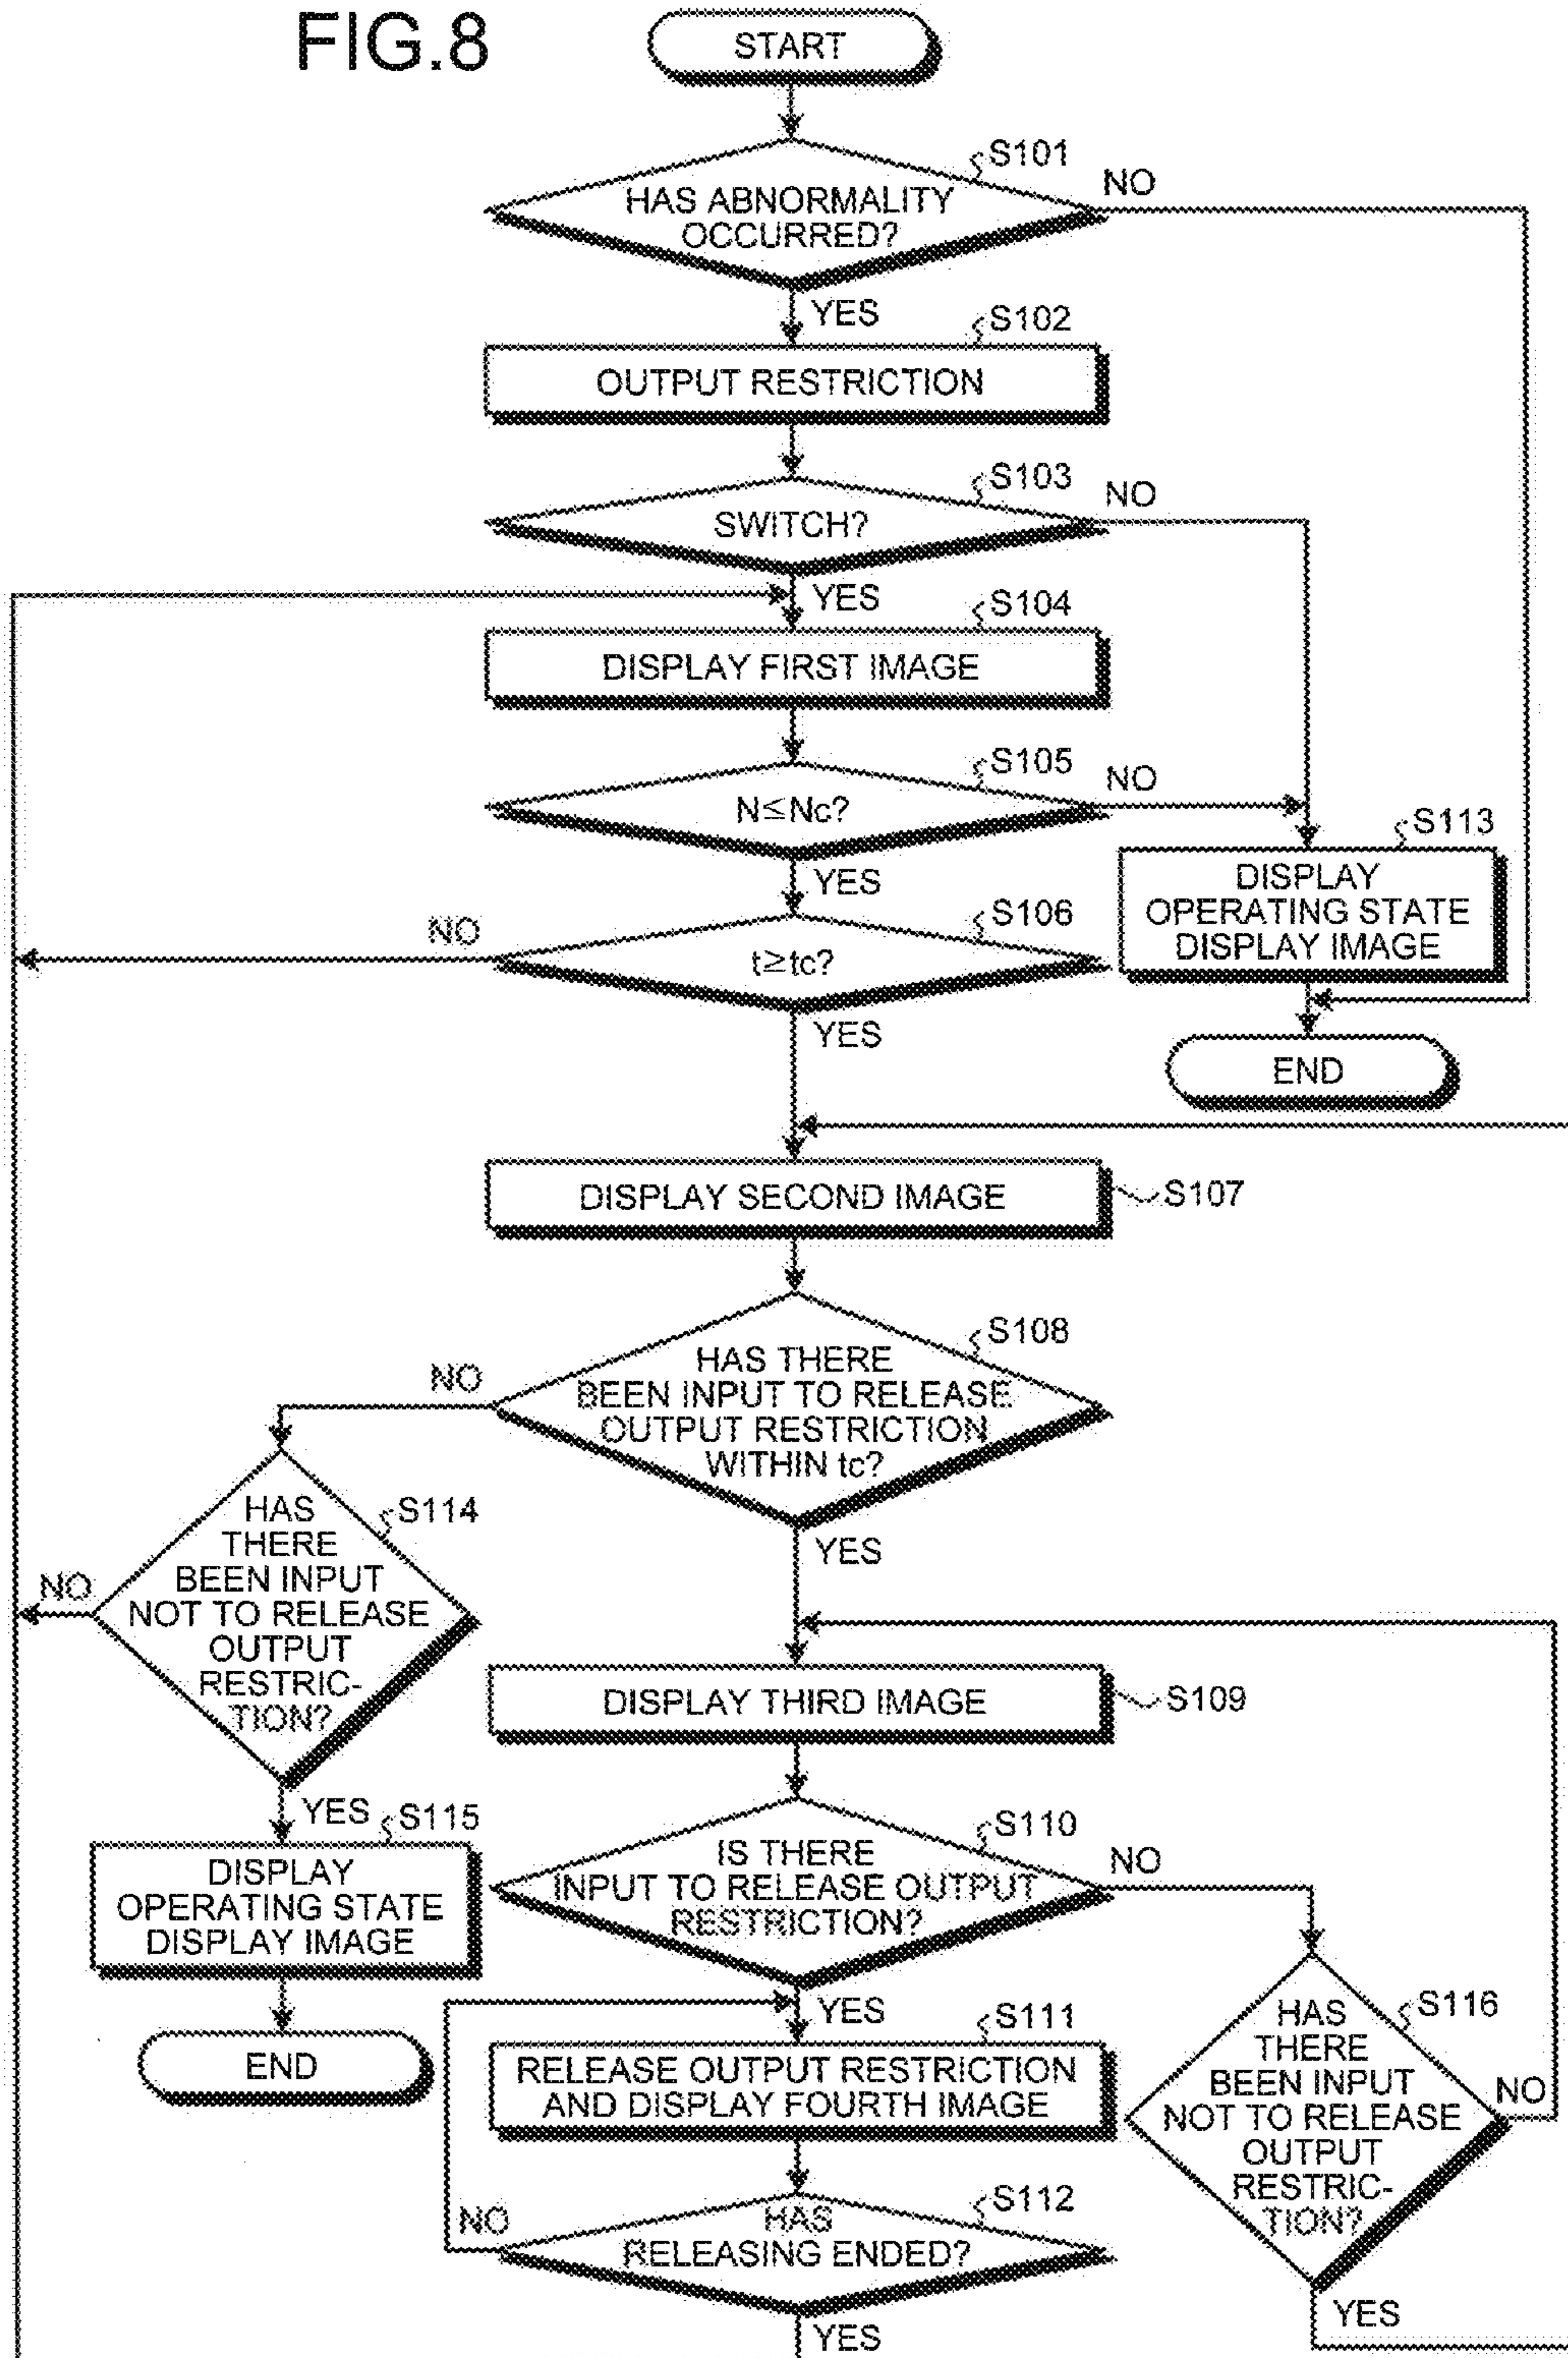 FIG.8
START
S101
HAS ABNORMALITY
OCCURRED?
NO
YES
S102
OUTPUT RESTRICTION
S103
SWITCH?
NO
YES
S104
DISPLAY FIRST IMAGE
S105
N≤Nc?
NO
YES
S113
DISPLAY
OPERATING STATE
DISPLAY IMAGE
S106
t≥tc?
NO
YES
END
DISPLAY SECOND IMAGE
S107
S108
HAS THERE
BEEN INPUT TO RELEASE
OUTPUT RESTRICTION
WITHIN tc?
NO
YES
S114
HAS
THERE
BEEN INPUT
NOT TO RELEASE
OUTPUT
RESTRIC-
TION?
NO
YES
DISPLAY THIRD IMAGE
S109
S115
DISPLAY
OPERATING STATE
DISPLAY IMAGE
END
S110
IS THERE
INPUT TO RELEASE OUTPUT
RESTRICTION?
NO
YES
S111
RELEASE OUTPUT RESTRICTION
AND DISPLAY FOURTH IMAGE
S116
HAS
THERE
BEEN INPUT
NOT TO RELEASE
OUTPUT
RESTRIC-
TION?
NO
YES
S112
HAS
RELEASING ENDED?
NO
YES